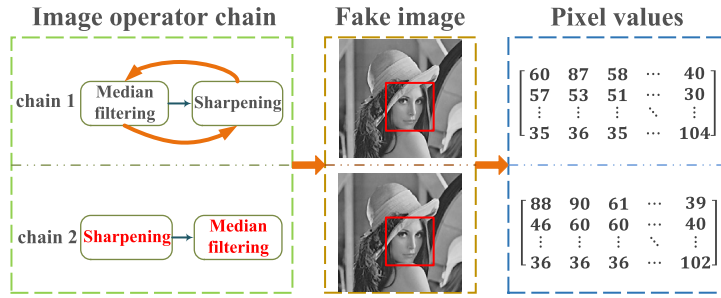 Image operator chain
Fake image
Pixel values
chain 1
Median
filtering
Sharpening
60 87 58 ⋯ 40
57 53 51 ⋯ 30
⋮ ⋮ ⋮ ⋱ ⋮
35 36 35 ⋯ 104
chain 2
Sharpening
Median
filtering
88 90 61 ⋯ 39
46 60 60 ⋯ 40
⋮ ⋮ ⋮ ⋱ ⋮
36 36 36 ⋯ 102